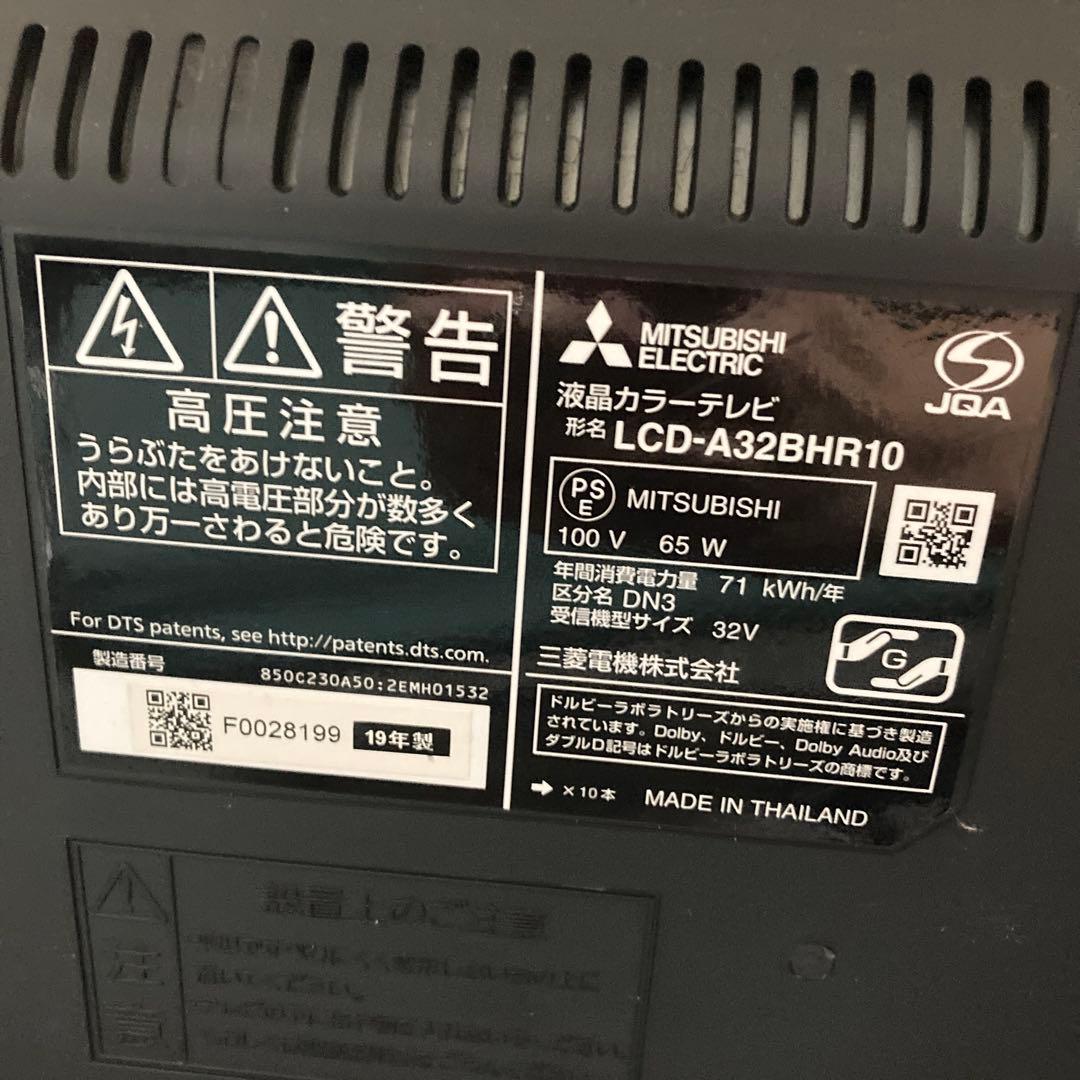 警告
高圧注意
うらぶたをあけないこと。
内部には高電圧部分が数多く
あり万一さわると危険です。
For DTS patents, see http://patents.dts.com.
製造番号
850C230A50:2EMH01532
F0028199 19年製
MITSUBISHI
ELECTRIC
JQA
液晶カラーテレビ
形名 LCD-A32BHR10
PS
E
MITSUBISHI
100 V 65 W
年間消費電力量 71 kWh/年
区分名 DN3
受信機型サイズ 32V
G
三菱電機株式会社
ドルビーラボラトリーズからの実施権に基づき製造
されています。Dolby、ドルビー、Dolby Audio及び
ダブルD記号はドルビーラボラトリーズの商標です。
➡ ×10本 MADE IN THAILAND
注意
設置上のご注意